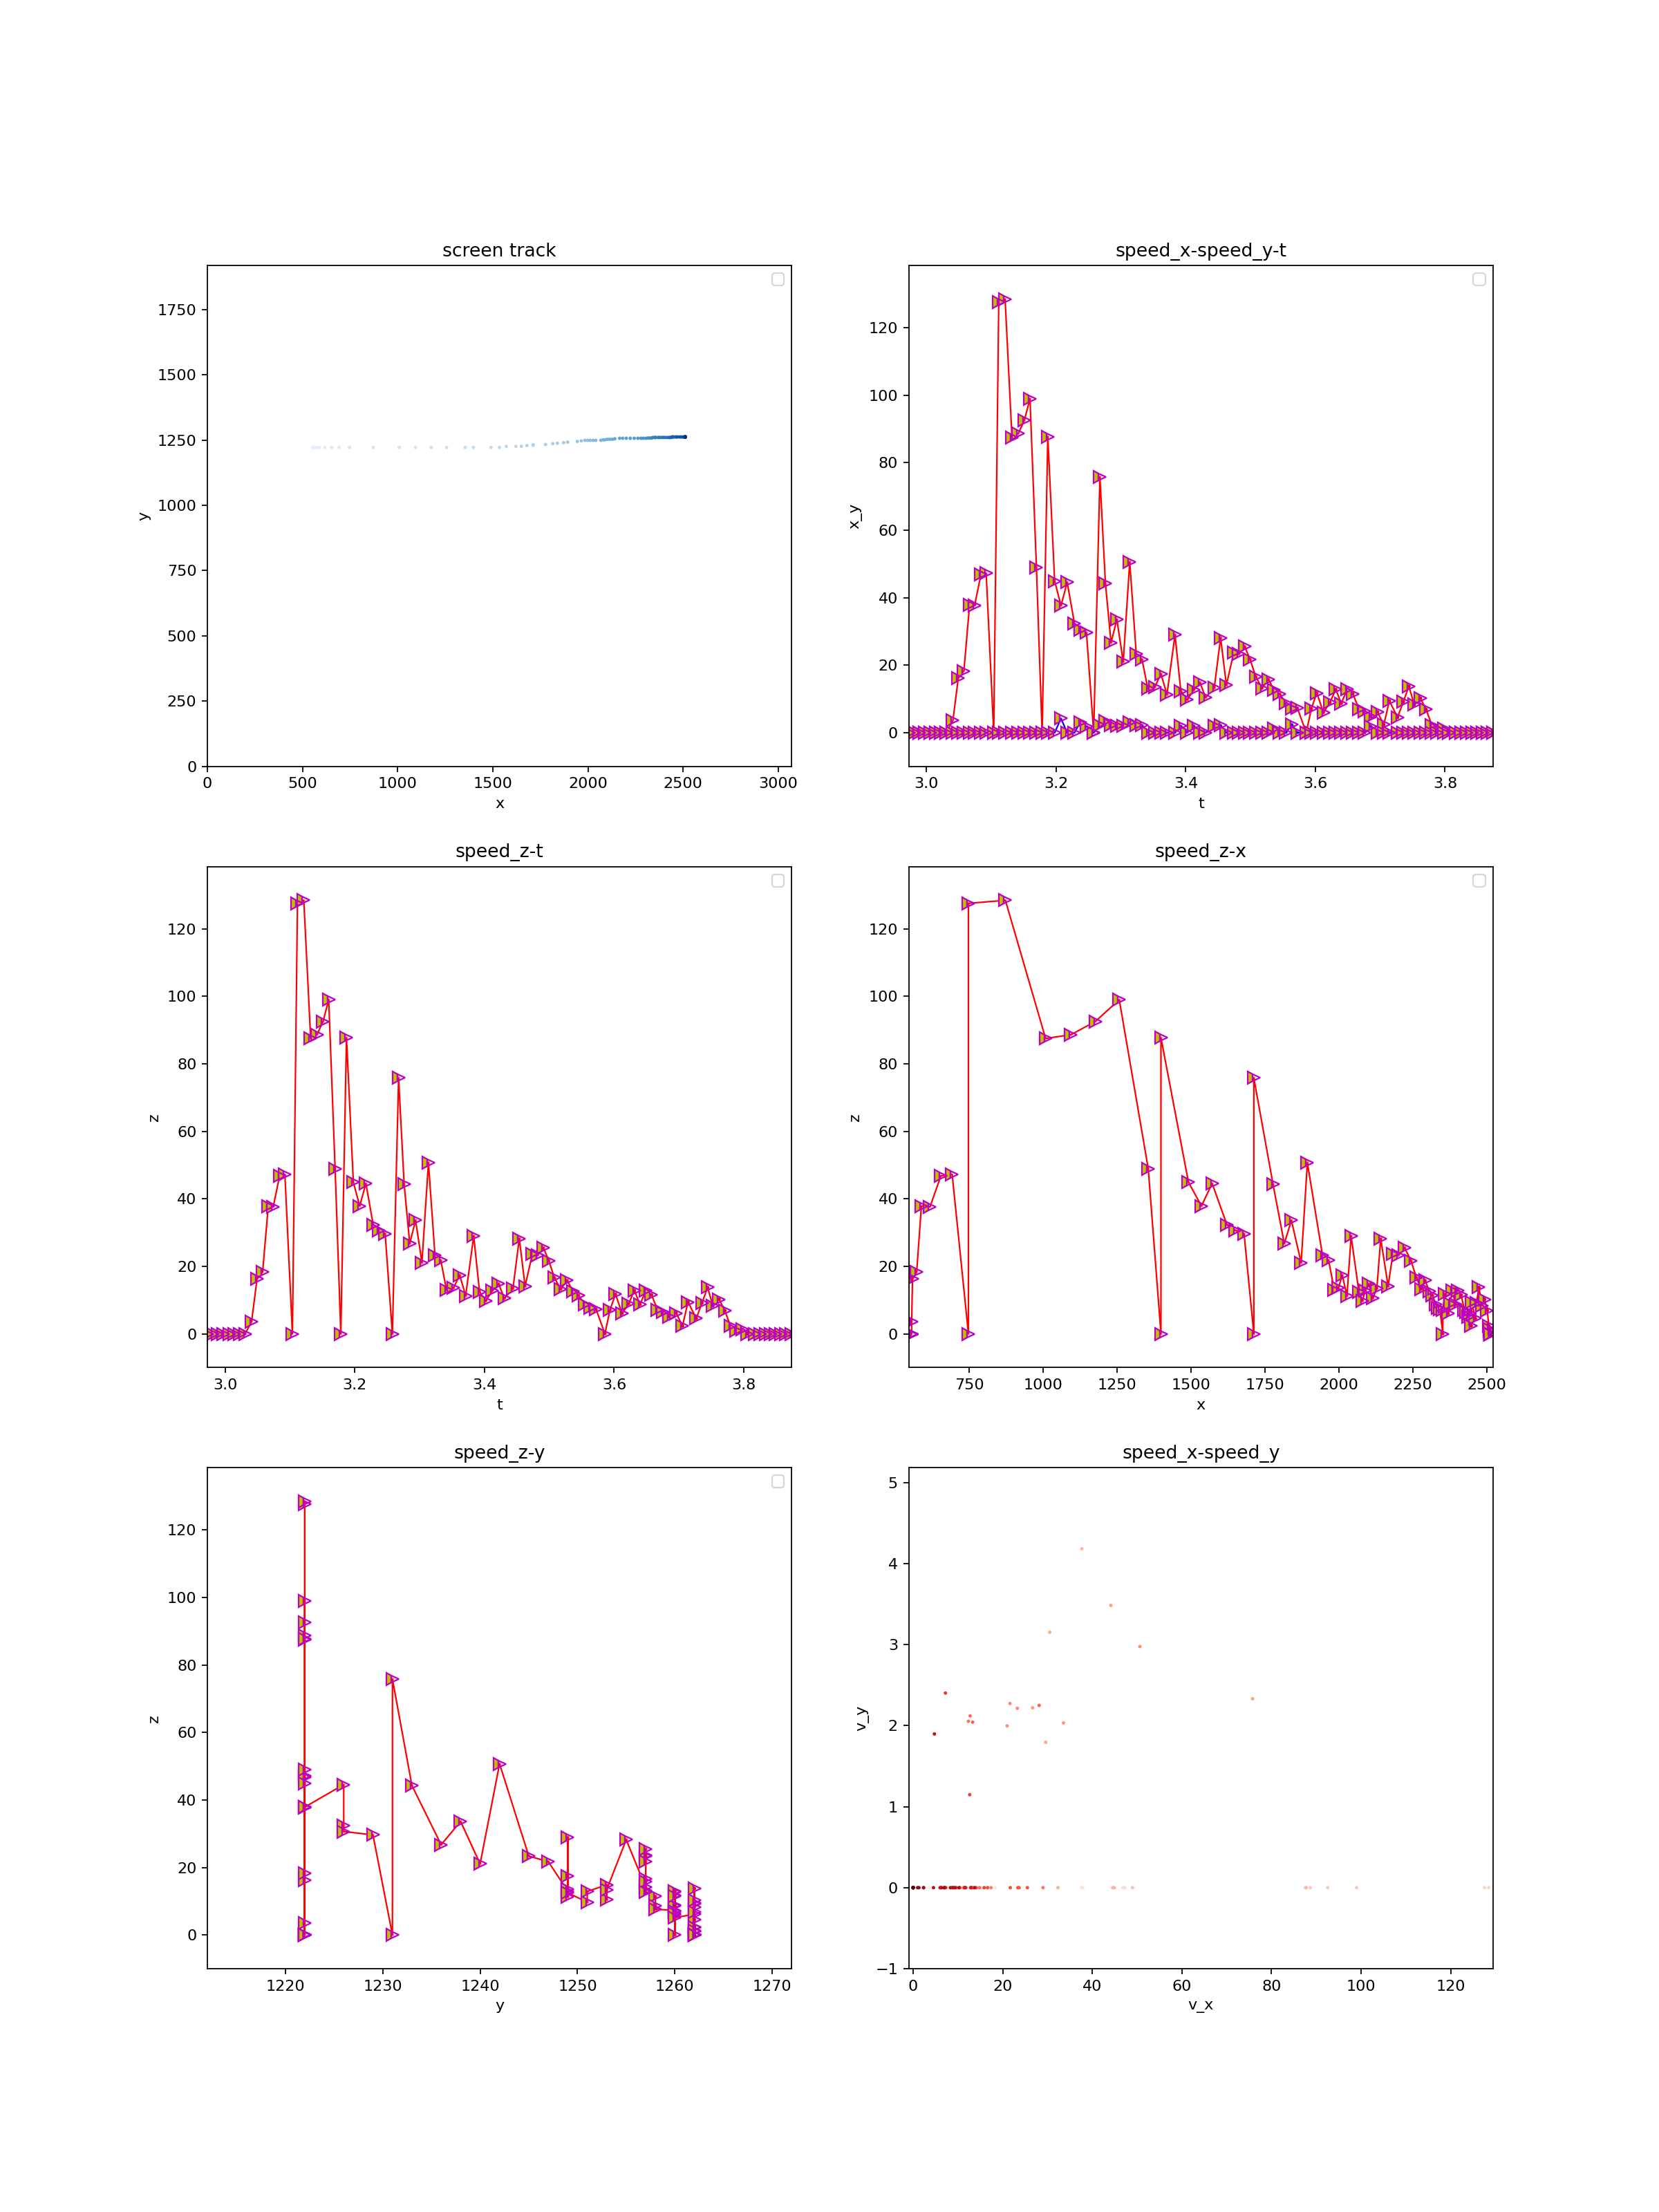 screen track
1750
1500
1250
1000
750
500
250
0
y
0 500 1000 1500 2000 2500 3000
x
speed_x-speed_y-t
120
100
80
60
40
20
0
x_y
3.0 3.2 3.4 3.6 3.8
t
speed_z-t
120
100
80
60
40
20
0
z
3.0 3.2 3.4 3.6 3.8
t
speed_z-x
120
100
80
60
40
20
0
z
750 1000 1250 1500 1750 2000 2250 2500
x
speed_z-y
120
100
80
60
40
20
0
z
1220 1230 1240 1250 1260 1270
y
speed_x-speed_y
5
4
3
2
1
0
−1
v_y
0 20 40 60 80 100 120
v_x